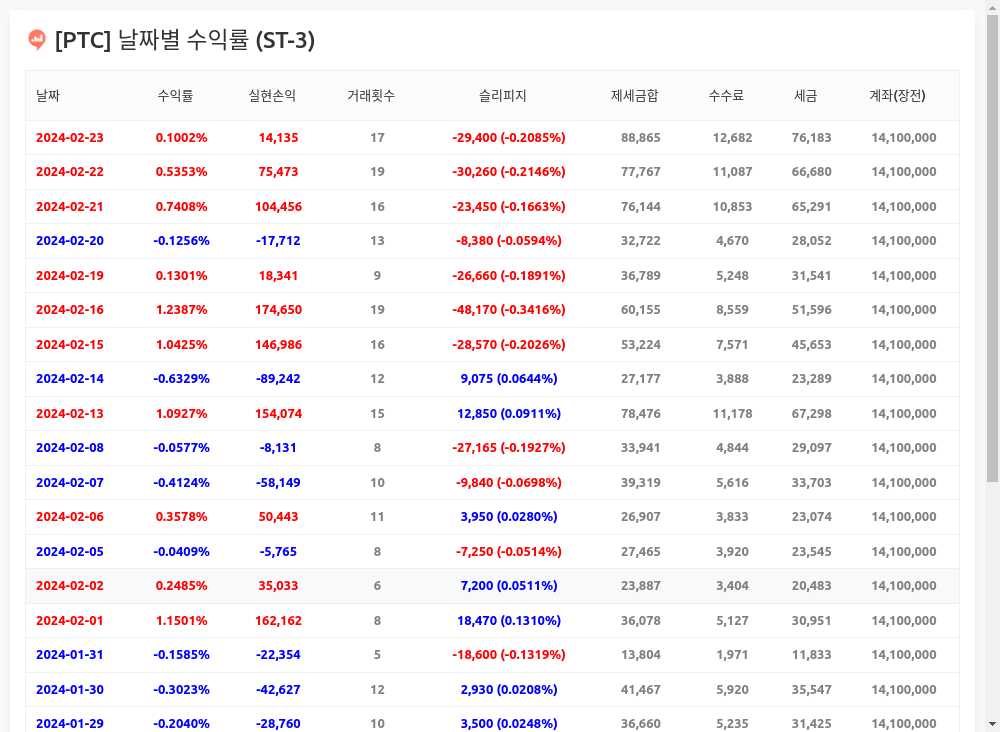 [PTC] 날짜별 수익률 (ST-3)
날짜 수익률 실현손익 거래횟수 슬리피지 제세금합 수수료 세금 계좌(장전)
2024-02-23 0.1002% 14,135 17 -29,400 (-0.2085%) 88,865 12,682 76,183 14,100,000
2024-02-22 0.5353% 75,473 19 -30,260 (-0.2146%) 77,767 11,087 66,680 14,100,000
2024-02-21 0.7408% 104,456 16 -23,450 (-0.1663%) 76,144 10,853 65,291 14,100,000
2024-02-20 -0.1256% -17,712 13 -8,380 (-0.0594%) 32,722 4,670 28,052 14,100,000
2024-02-19 0.1301% 18,341 9 -26,660 (-0.1891%) 36,789 5,248 31,541 14,100,000
2024-02-16 1.2387% 174,650 19 -48,170 (-0.3416%) 60,155 8,559 51,596 14,100,000
2024-02-15 1.0425% 146,986 16 -28,570 (-0.2026%) 53,224 7,571 45,653 14,100,000
2024-02-14 -0.6329% -89,242 12 9,075 (0.0644%) 27,177 3,888 23,289 14,100,000
2024-02-13 1.0927% 154,074 15 12,850 (0.0911%) 78,476 11,178 67,298 14,100,000
2024-02-08 -0.0577% -8,131 8 -27,165 (-0.1927%) 33,941 4,844 29,097 14,100,000
2024-02-07 -0.4124% -58,149 10 -9,840 (-0.0698%) 39,319 5,616 33,703 14,100,000
2024-02-06 0.3578% 50,443 11 3,950 (0.0280%) 26,907 3,833 23,074 14,100,000
2024-02-05 -0.0409% -5,765 8 -7,250 (-0.0514%) 27,465 3,920 23,545 14,100,000
2024-02-02 0.2485% 35,033 6 7,200 (0.0511%) 23,887 3,404 20,483 14,100,000
2024-02-01 1.1501% 162,162 8 18,470 (0.1310%) 36,078 5,127 30,951 14,100,000
2024-01-31 -0.1585% -22,354 5 -18,600 (-0.1319%) 13,804 1,971 11,833 14,100,000
2024-01-30 -0.3023% -42,627 12 2,930 (0.0208%) 41,467 5,920 35,547 14,100,000
2024-01-29 -0.2040% -28,760 10 3,500 (0.0248%) 36,660 5,235 31,425 14,100,000